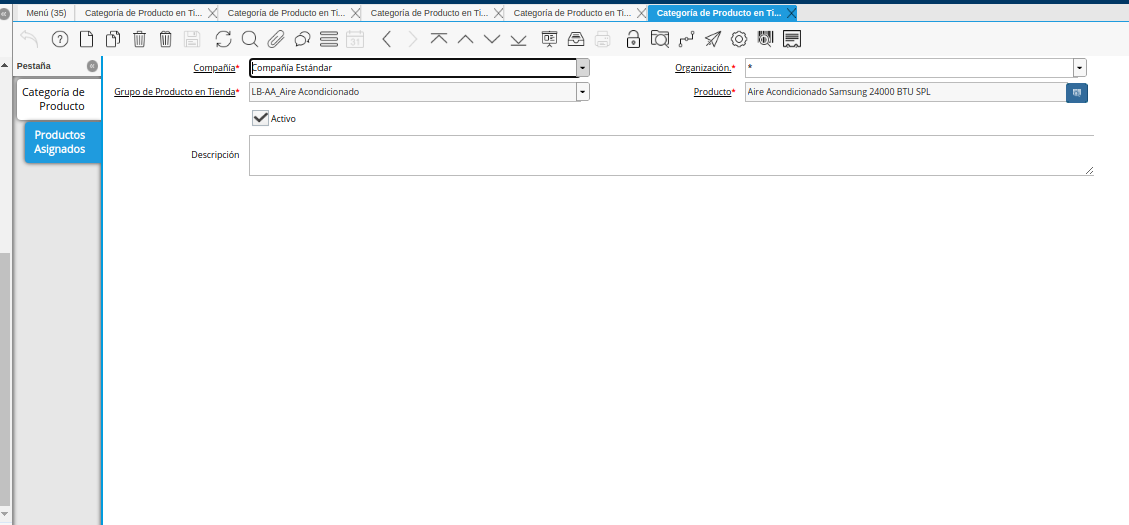 Menú (35) Categoría de Producto en Ti... Categoría de Producto en Ti... Categoría de Producto en Ti... Categoría de Producto en Ti... Categoría de Producto en Ti...
31
Pestaña
Categoría de
Producto
Productos
Asignados
Compañía* Compañía Estándar Organización.* *
Grupo de Producto en Tienda* LB-AA_Aire Acondicionado Producto* Aire Acondicionado Samsung 24000 BTU SPL
Activo
Descripción